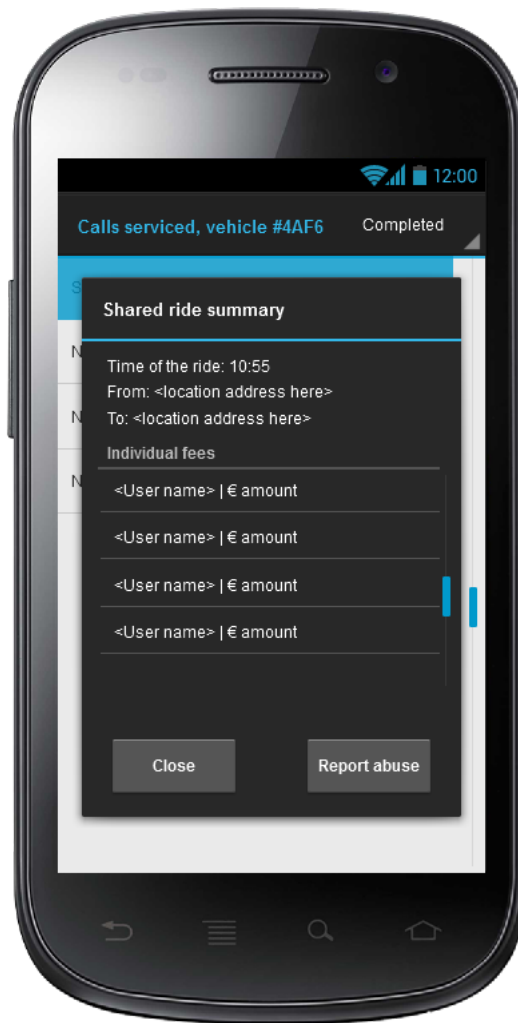 12:00
Calls serviced, vehicle #4AF6 Completed
S
Shared ride summary
N
Time of the ride: 10:55
From: <location address here>
N
To: <location address here>
Individual fees
N
<User name> | € amount
<User name> | € amount
<User name> | € amount
<User name> | € amount
Close Report abuse